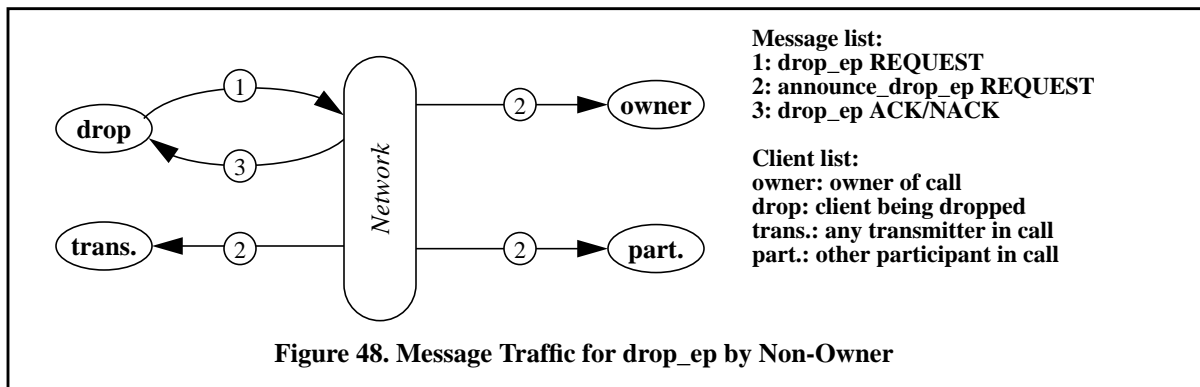 1
drop
3
trans.
2
Network
2
owner
2
part.
Message list:
1: drop_ep REQUEST
2: announce_drop_ep REQUEST
3: drop_ep ACK/NACK
Client list:
owner: owner of call
drop: client being dropped
trans.: any transmitter in call
part.: other participant in call
Figure 48. Message Traffic for drop_ep by Non-Owner